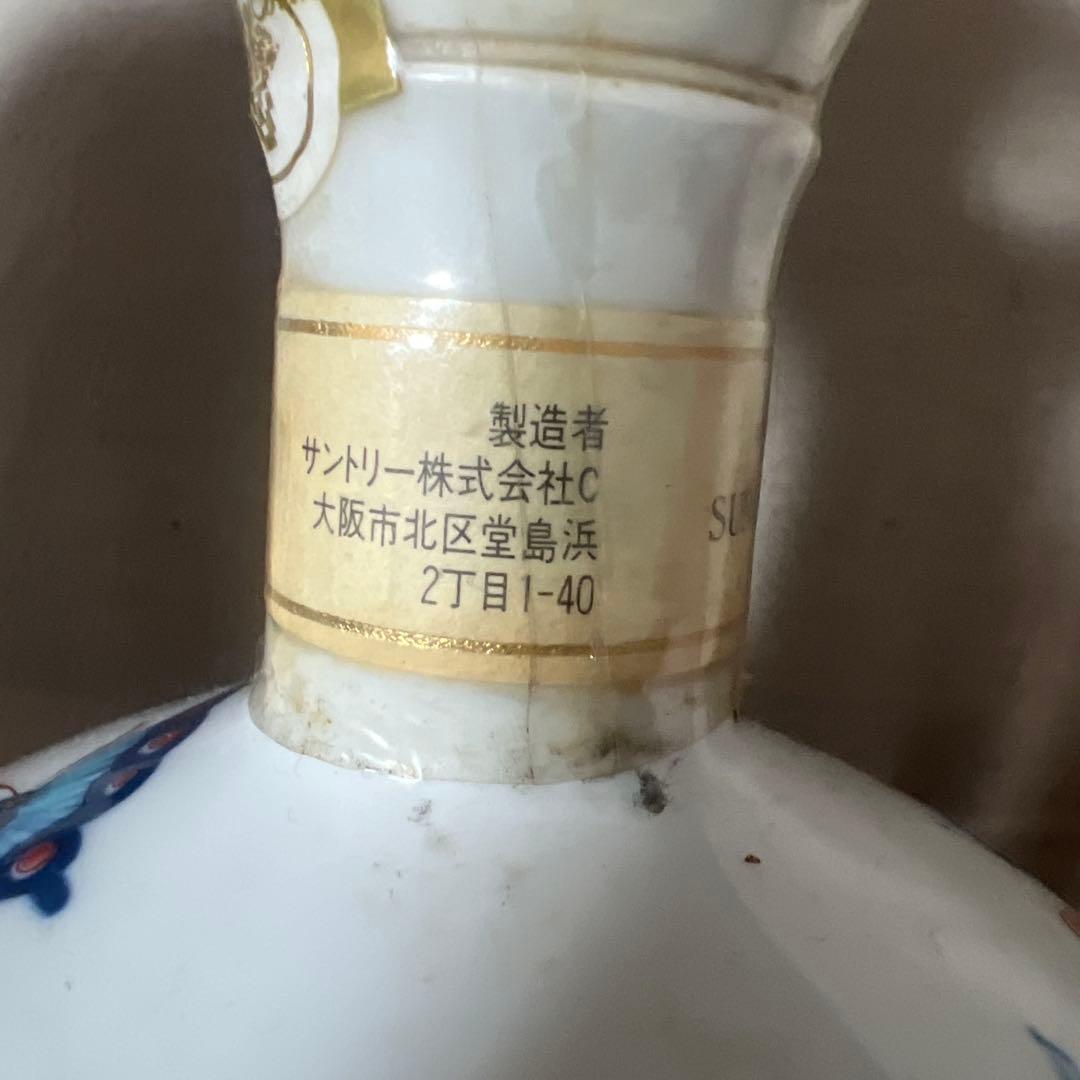 製造者
サントリー株式会社C
大阪市北区堂島浜
2丁目1-40
SU